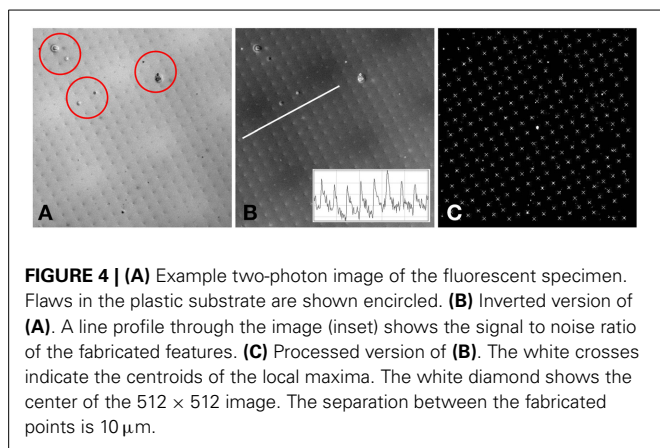 A
B
C
FIGURE 4 | (A) Example two-photon image of the fluorescent specimen.
Flaws in the plastic substrate are shown encircled. (B) Inverted version of
(A). A line profile through the image (inset) shows the signal to noise ratio
of the fabricated features. (C) Processed version of (B). The white crosses
indicate the centroids of the local maxima. The white diamond shows the
center of the 512 × 512 image. The separation between the fabricated
points is 10 μm.